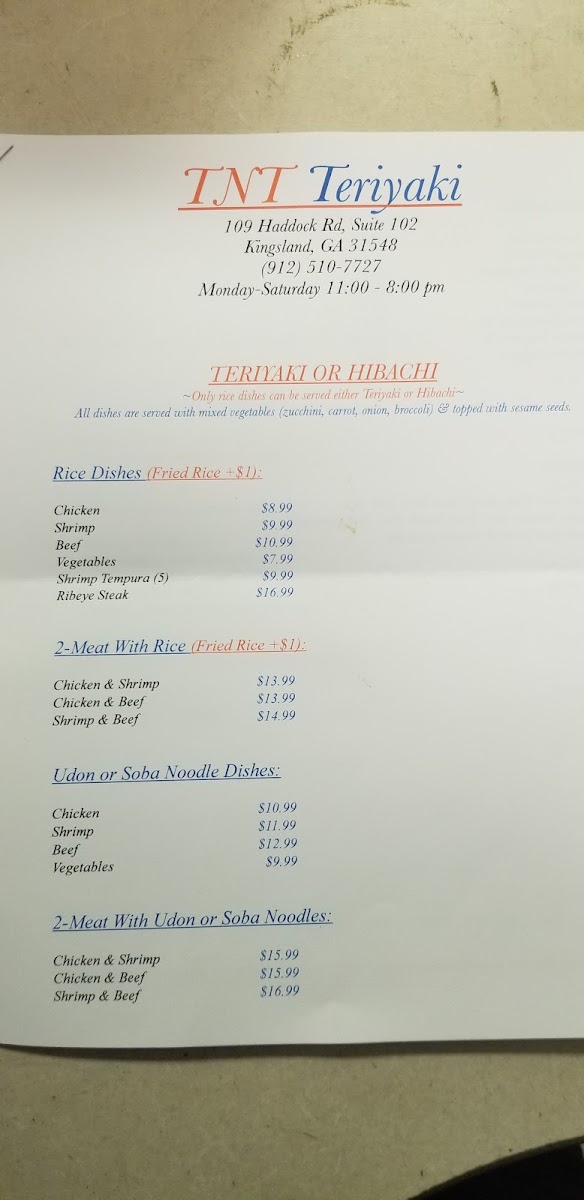 TNT Teriyaki
109 Haddock Rd, Suite 102
Kingsland, GA 31548
(912) 510-7727
Monday-Saturday 11:00 - 8:00 pm
TERIYAKI OR HIBACHI
~Only rice dishes can be served either Teriyaki or Hibachi~
All dishes are served with mixed vegetables (zucchini, carrot, onion, broccoli) & topped with sesame seeds.
Rice Dishes (Fried Rice +$1):
Chicken $8.99
Shrimp $9.99
Beef $10.99
Vegetables $7.99
Shrimp Tempura (5) $9.99
Ribeye Steak $16.99
2-Meat With Rice (Fried Rice +$1):
Chicken & Shrimp $13.99
Chicken & Beef $13.99
Shrimp & Beef $14.99
Udon or Soba Noodle Dishes:
Chicken $10.99
Shrimp $11.99
Beef $12.99
Vegetables $9.99
2-Meat With Udon or Soba Noodles:
Chicken & Shrimp $15.99
Chicken & Beef $15.99
Shrimp & Beef $16.99